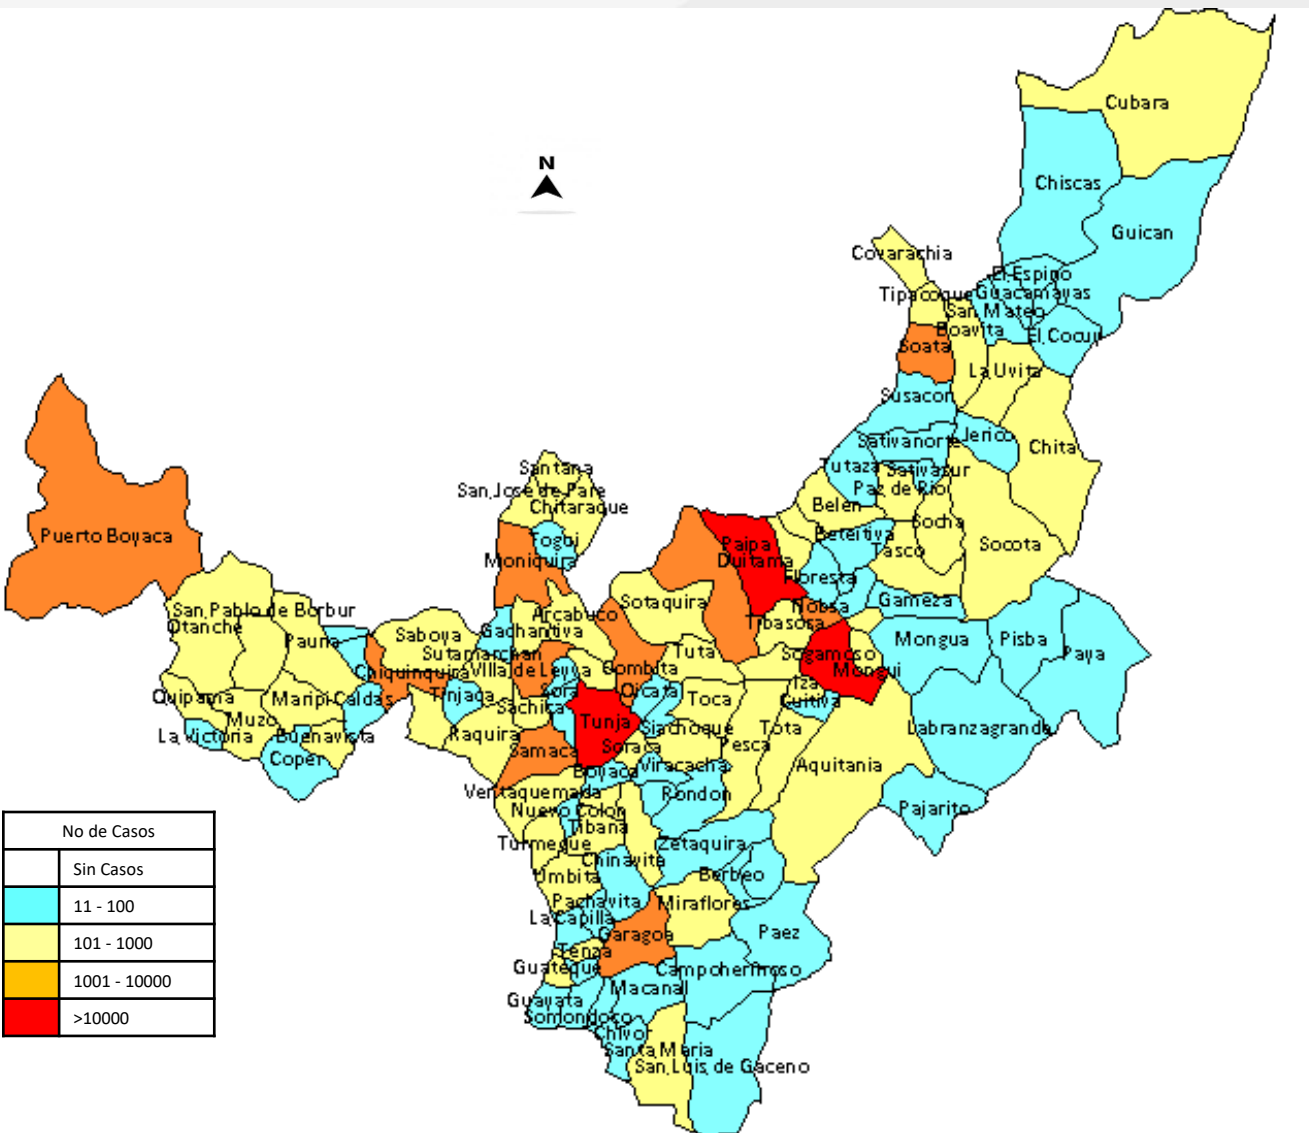 Cubara
N
Chiscas
Guican
Covarachia
El Espino
Tipacoque
Guacamayas
San Mateo
Boavita
El Cocuy
Soata
La Uvita
Susacon
Sativanorte
Jerico
Chita
Santana
Tutaza
Sativasur
San Jose de Pare
Paz de Rio
Chitaraque
Belen
Socha
Puerto Boyaca
Togui
Beteitiva
Paipa
Socota
Tasco
Moniquira
Duitama
Floresta
Gameza
San Pablo de Borbur
Sotaquira
Nobsa
Arcabuco
Otanche
Tibasora
Pauna
Saboya
Gachantiva
Mongua
Pisba
Paya
Sutamarchan
Tuta
Sogamoso
Chiquinquira
VIlla de Leyva
Combita
Mongui
Iza
Quipama
Maripi
Caldas
Tinjaca
Sora
Oicata
Toca
Cuitiva
Sachica
Muzo
Tunja
Siachoque
Tota
Labranzagrande
La Victoria
Buenavista
Raquira
Soraca
Pesca
Coper
Samaca
Aquitania
Boyaca
Viracacha
Ventaquemada
Rondon
Nuevo Colon
Pajarito
Tibana
No de Casos
Turmeque
Zetaquira
Sin Casos
Chinavita
Umbita
Berbeo
11 - 100
Pachavita
Miraflores
La Capilla
Garagoa
Paez
101 - 1000
Tenza
Guateque
Campohermoso
1001 - 10000
Macanal
Guayata
>10000
Somondoco
Chivor
Santa Maria
San Luis de Gaceno